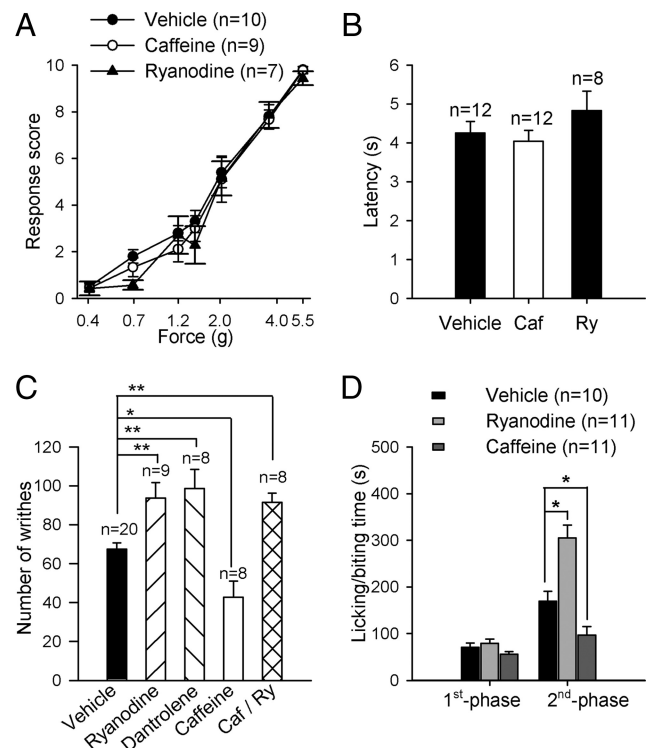 A
Vehicle (n=10)
Caffeine (n=9)
Ryanodine (n=7)
Response score
10
8
6
4
2
0
0.4 0.7 1.2 2.0 4.0 5.5
Force (g)
B
Latency (s)
6
5
4
3
2
1
0
n=12
n=12
n=8
Vehicle Caf Ry
C
Number of writhes
120
100
80
60
40
20
0
**
*
**
**
n=20
n=9
n=8
n=8
n=8
Vehicle
Ryanodine
Dantrolene
Caffeine
Caf / Ry
D
Vehicle (n=10)
Ryanodine (n=11)
Caffeine (n=11)
Licking/biting time (s)
500
400
300
200
100
0
*
*
1st-phase 2nd-phase